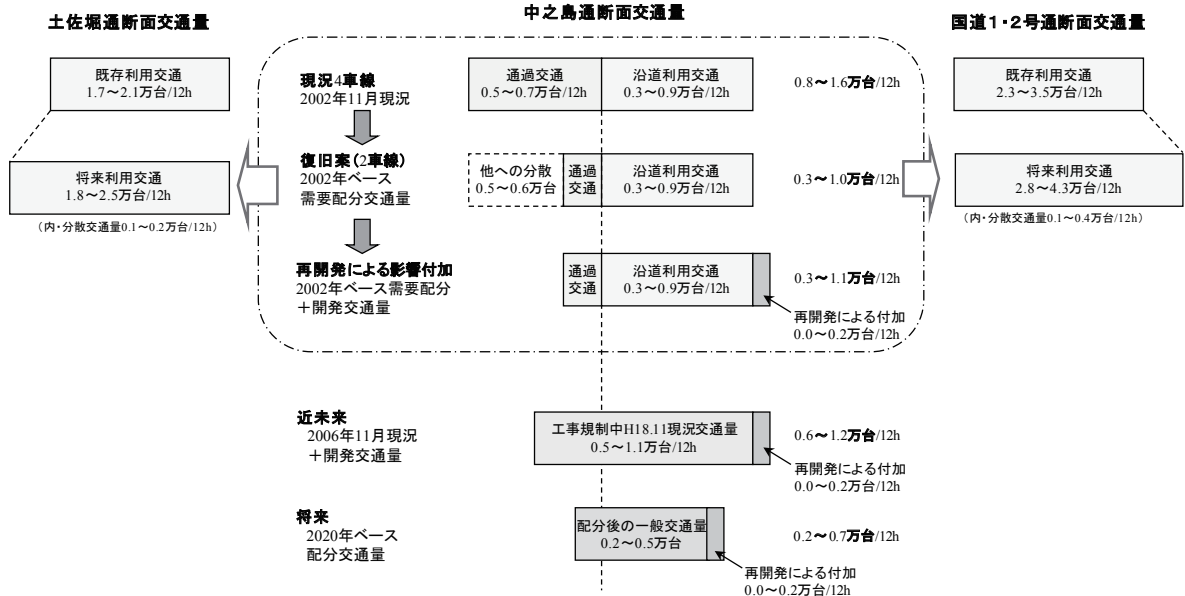 土佐堀通断面交通量
既存利用交通
1.7～2.1万台/12h
将来利用交通
1.8～2.5万台/12h
（内・分散交通量0.1～0.2万台/12h）
中之島通断面交通量
現況4車線
2002年11月現況
通過交通
0.5～0.7万台/12h
沿道利用交通
0.3～0.9万台/12h
0.8～1.6万台/12h
復旧案（2車線）
2002年ベース
需要配分交通量
他への分散
0.5～0.6万台
通過
交通
沿道利用交通
0.3～0.9万台/12h
0.3～1.0万台/12h
再開発による影響付加
2002年ベース需要配分
＋開発交通量
通過
交通
沿道利用交通
0.3～0.9万台/12h
0.3～1.1万台/12h
再開発による付加
0.0～0.2万台/12h
国道1・2号通断面交通量
既存利用交通
2.3～3.5万台/12h
将来利用交通
2.8～4.3万台/12h
（内・分散交通量0.1～0.4万台/12h）
近未来
2006年11月現況
＋開発交通量
工事規制中H18.11現況交通量
0.5～1.1万台/12h
0.6～1.2万台/12h
再開発による付加
0.0～0.2万台/12h
将来
2020年ベース
配分交通量
配分後の一般交通量
0.2～0.5万台
0.2～0.7万台/12h
再開発による付加
0.0～0.2万台/12h